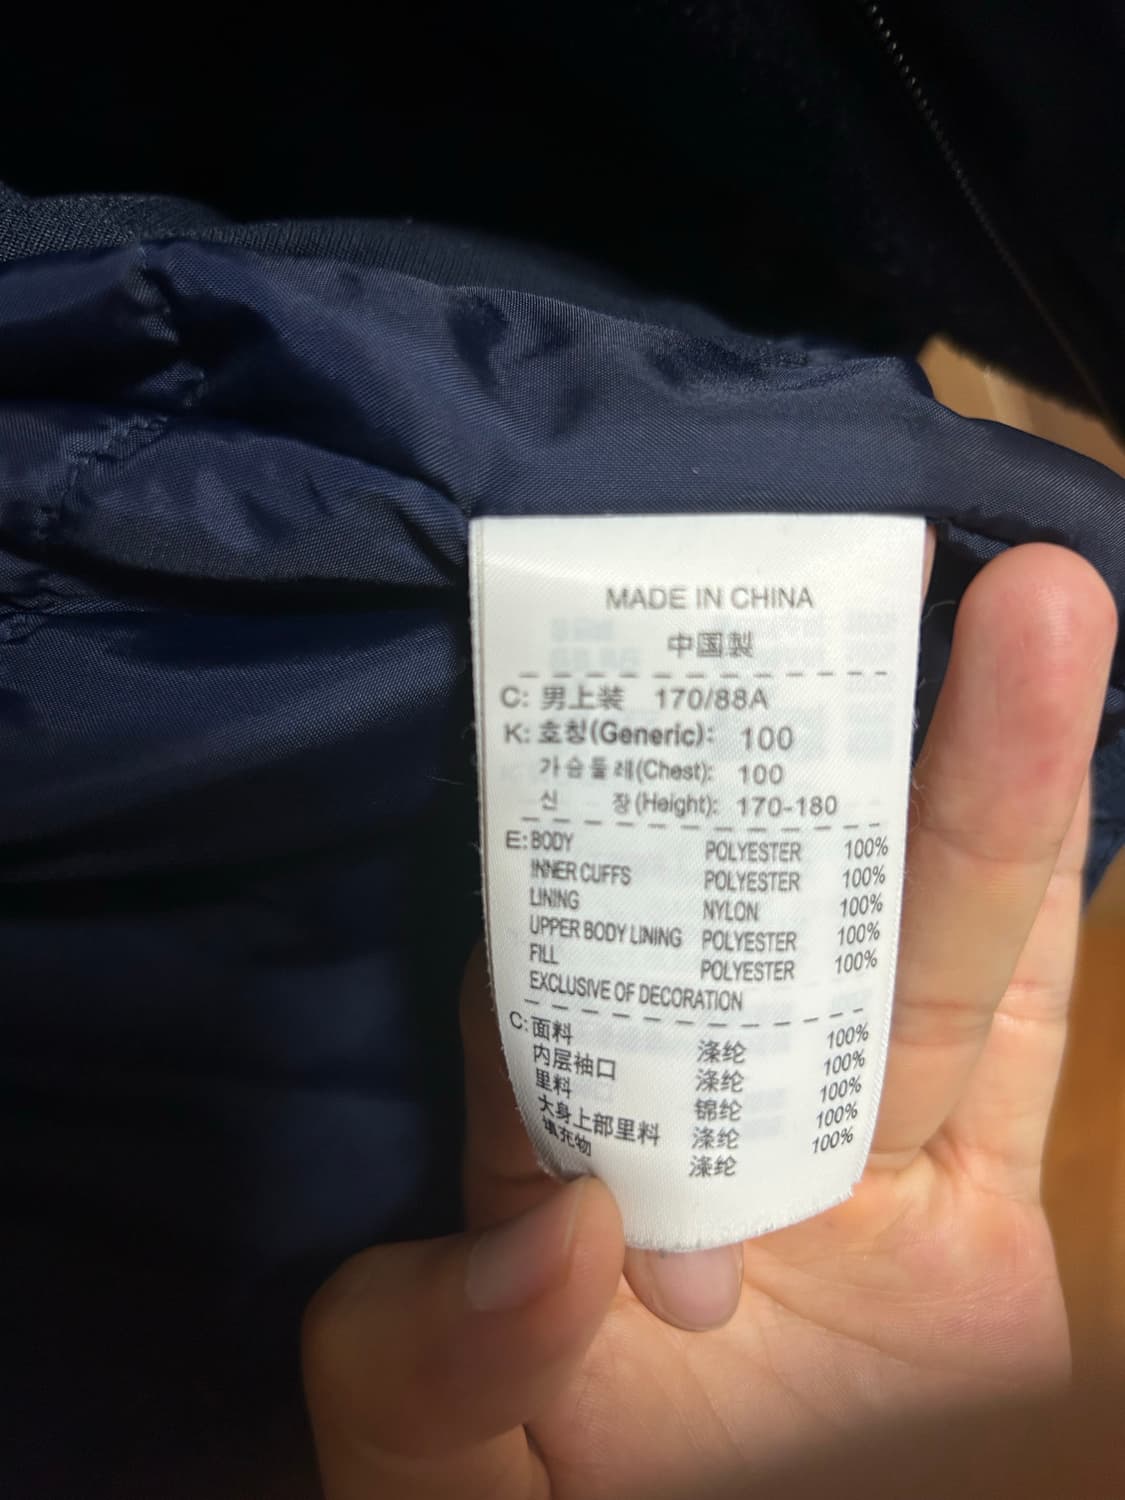 MADE IN CHINA
中国製
C: 男上装 170/88A
K: 호칭(Generic): 100
가슴둘레(Chest): 100
신 장(Height): 170-180
E: BODY POLYESTER 100%
INNER CUFFS POLYESTER 100%
LINING NYLON 100%
UPPER BODY LINING POLYESTER 100%
FILL POLYESTER 100%
EXCLUSIVE OF DECORATION
C: 面料 涤纶 100%
内层袖口 涤纶 100%
里料 锦纶 100%
大身上部里料 涤纶 100%
填充物 涤纶 100%